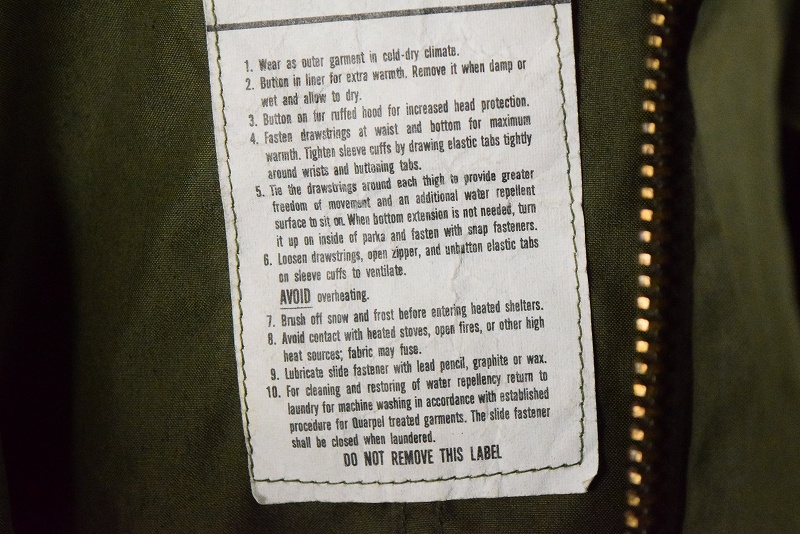 1. Wear as outer garment in cold-dry climate.
2. Button in liner for extra warmth. Remove it when damp or
wet and allow to dry.
3. Button on fur ruffed hood for increased head protection.
4. Fasten drawstrings at waist and bottom for maximum
warmth. Tighten sleeve cuffs by drawing elastic tabs tightly
around wrists and buttoning tabs.
5. Tie the drawstrings around each thigh to provide greater
freedom of movement and an additional water repellent
surface to sit on. When bottom extension is not needed, turn
it up on inside of parka and fasten with snap fasteners.
6. Loosen drawstrings, open zipper, and unbutton elastic tabs
on sleeve cuffs to ventilate.
AVOID overheating.
7. Brush off snow and frost before entering heated shelters.
8. Avoid contact with heated stoves, open fires, or other high
heat sources; fabric may fuse.
9. Lubricate slide fastener with lead pencil, graphite or wax.
10. For cleaning and restoring of water repellency return to
laundry for machine washing in accordance with established
procedure for Quarpel treated garments. The slide fastener
shall be closed when laundered.
DO NOT REMOVE THIS LABEL